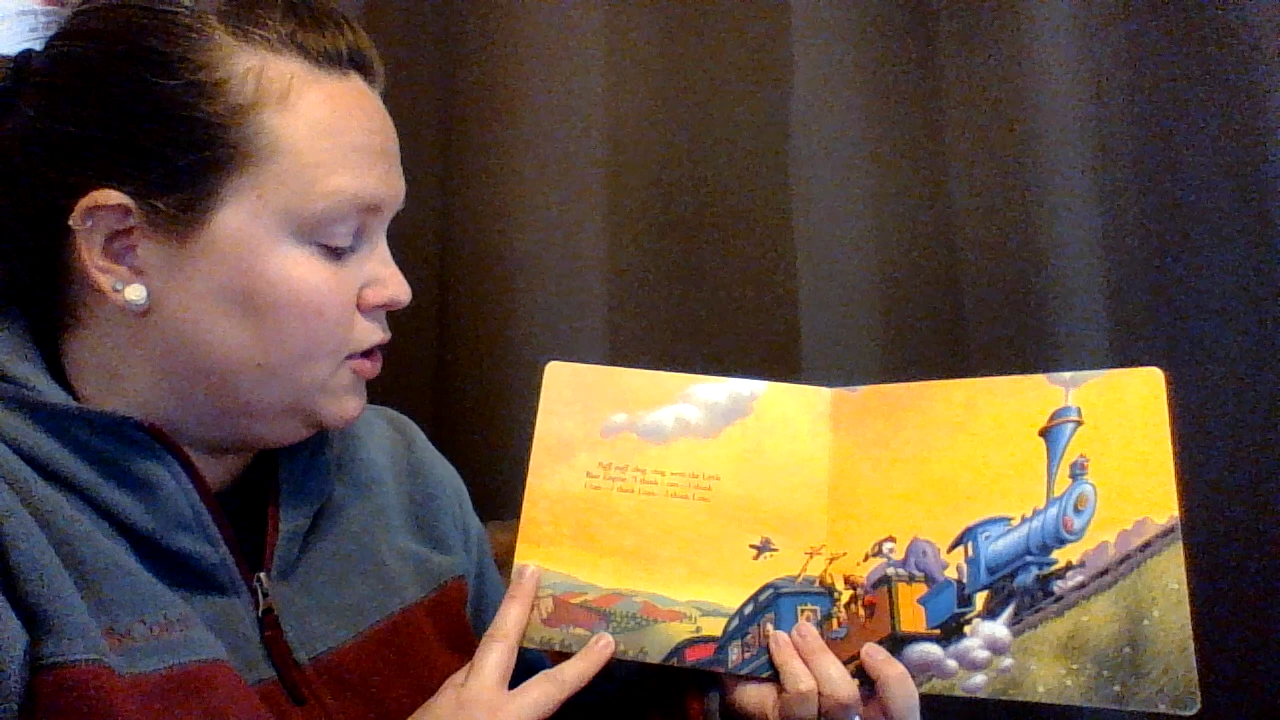 Puff, puff, chug, chug, went the Little
Blue Engine. "I think I can—I think
I can—I think I can—I think I can.